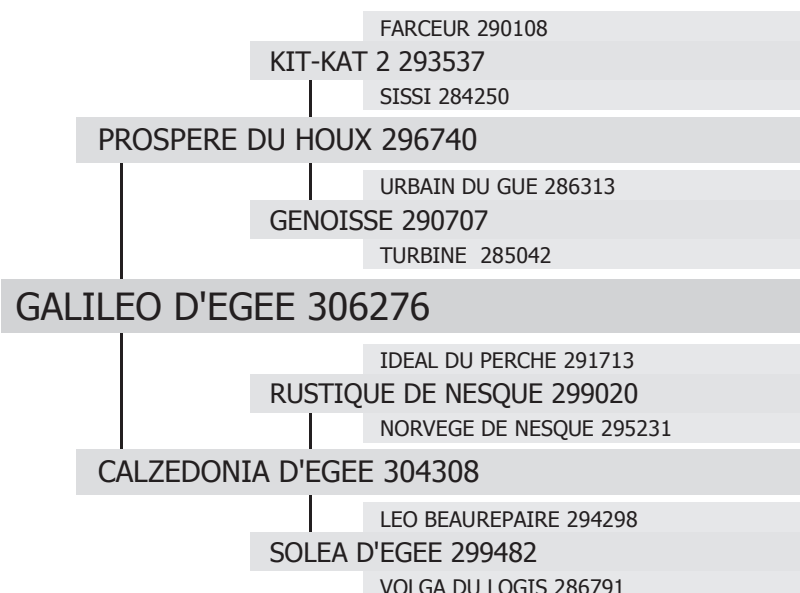 FARCEUR 290108
KIT-KAT 2 293537
SISSI 284250
PROSPERE DU HOUX 296740
URBAIN DU GUE 286313
GENOISSE 290707
TURBINE 285042
GALILEO D'EGEE 306276
IDEAL DU PERCHE 291713
RUSTIQUE DE NESQUE 299020
NORVEGE DE NESQUE 295231
CALZEDONIA D'EGEE 304308
LEO BEAUREPAIRE 294298
SOLEA D'EGEE 299482
VOLGA DU LOGIS 286791